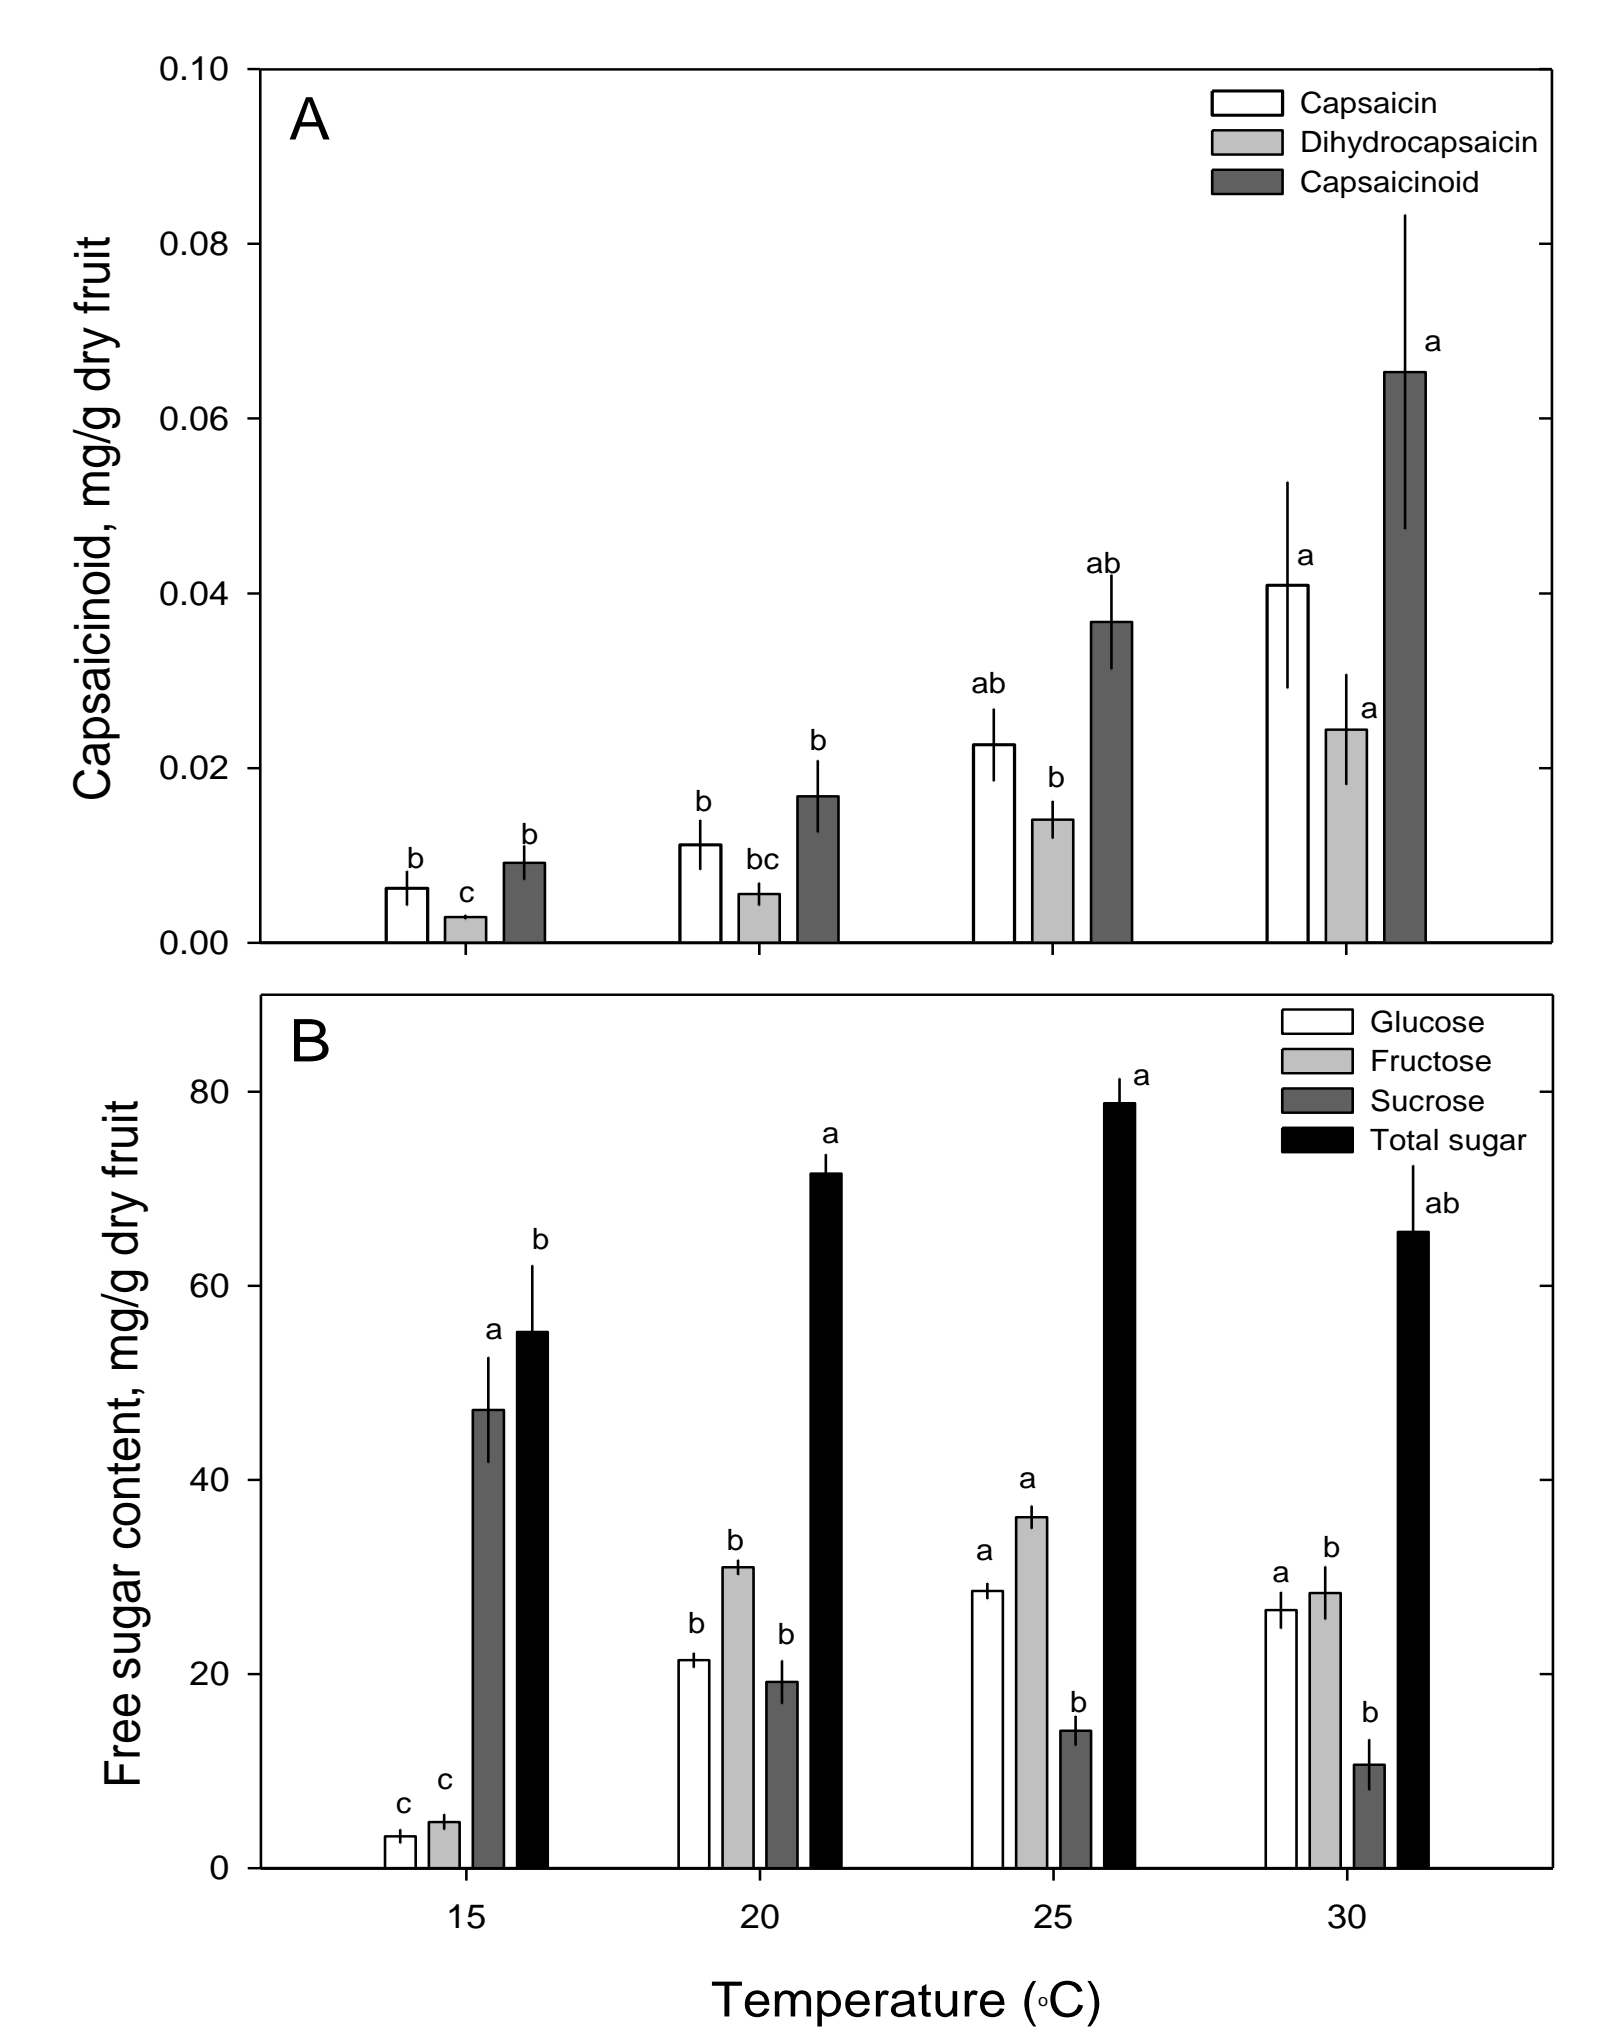 0.10
A
Capsaicin
Dihydrocapsaicin
Capsaicinoid
0.08
0.06
0.04
0.02
0.00
Capsaicinoid, mg/g dry fruit
b
c
b
b
bc
b
ab
b
ab
a
a
a
B
Glucose
Fructose
Sucrose
Total sugar
80
60
40
20
0
Free sugar content, mg/g dry fruit
c
c
a
b
b
b
b
a
a
a
b
a
a
b
b
ab
15
20
25
30
Temperature (°C)